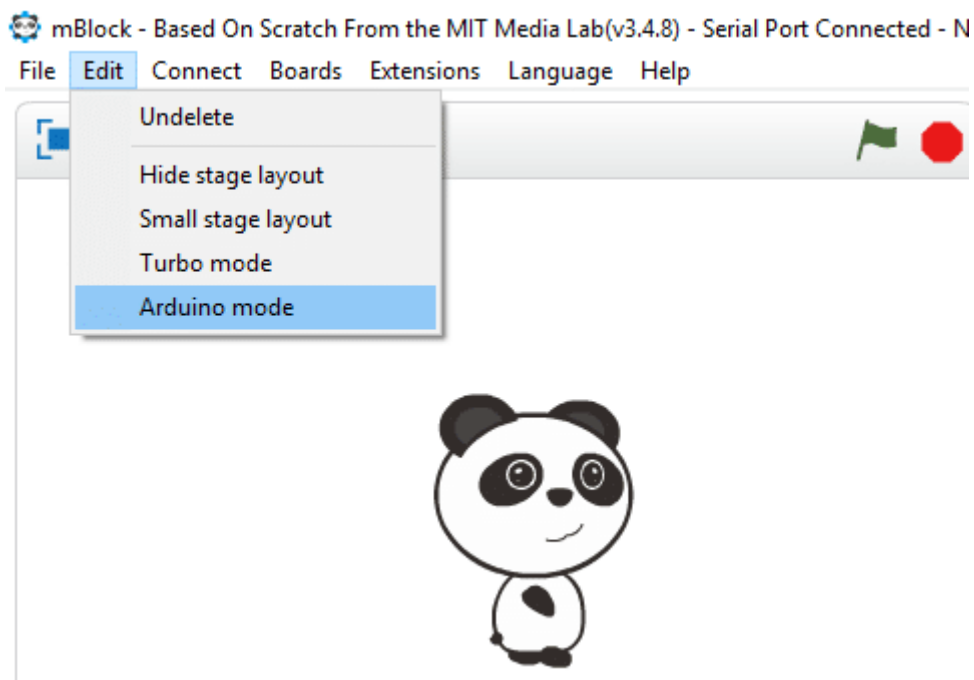 mBlock - Based On Scratch From the MIT Media Lab(v3.4.8) - Serial Port Connected - N
File Edit Connect Boards Extensions Language Help
Undelete
Hide stage layout
Small stage layout
Turbo mode
Arduino mode